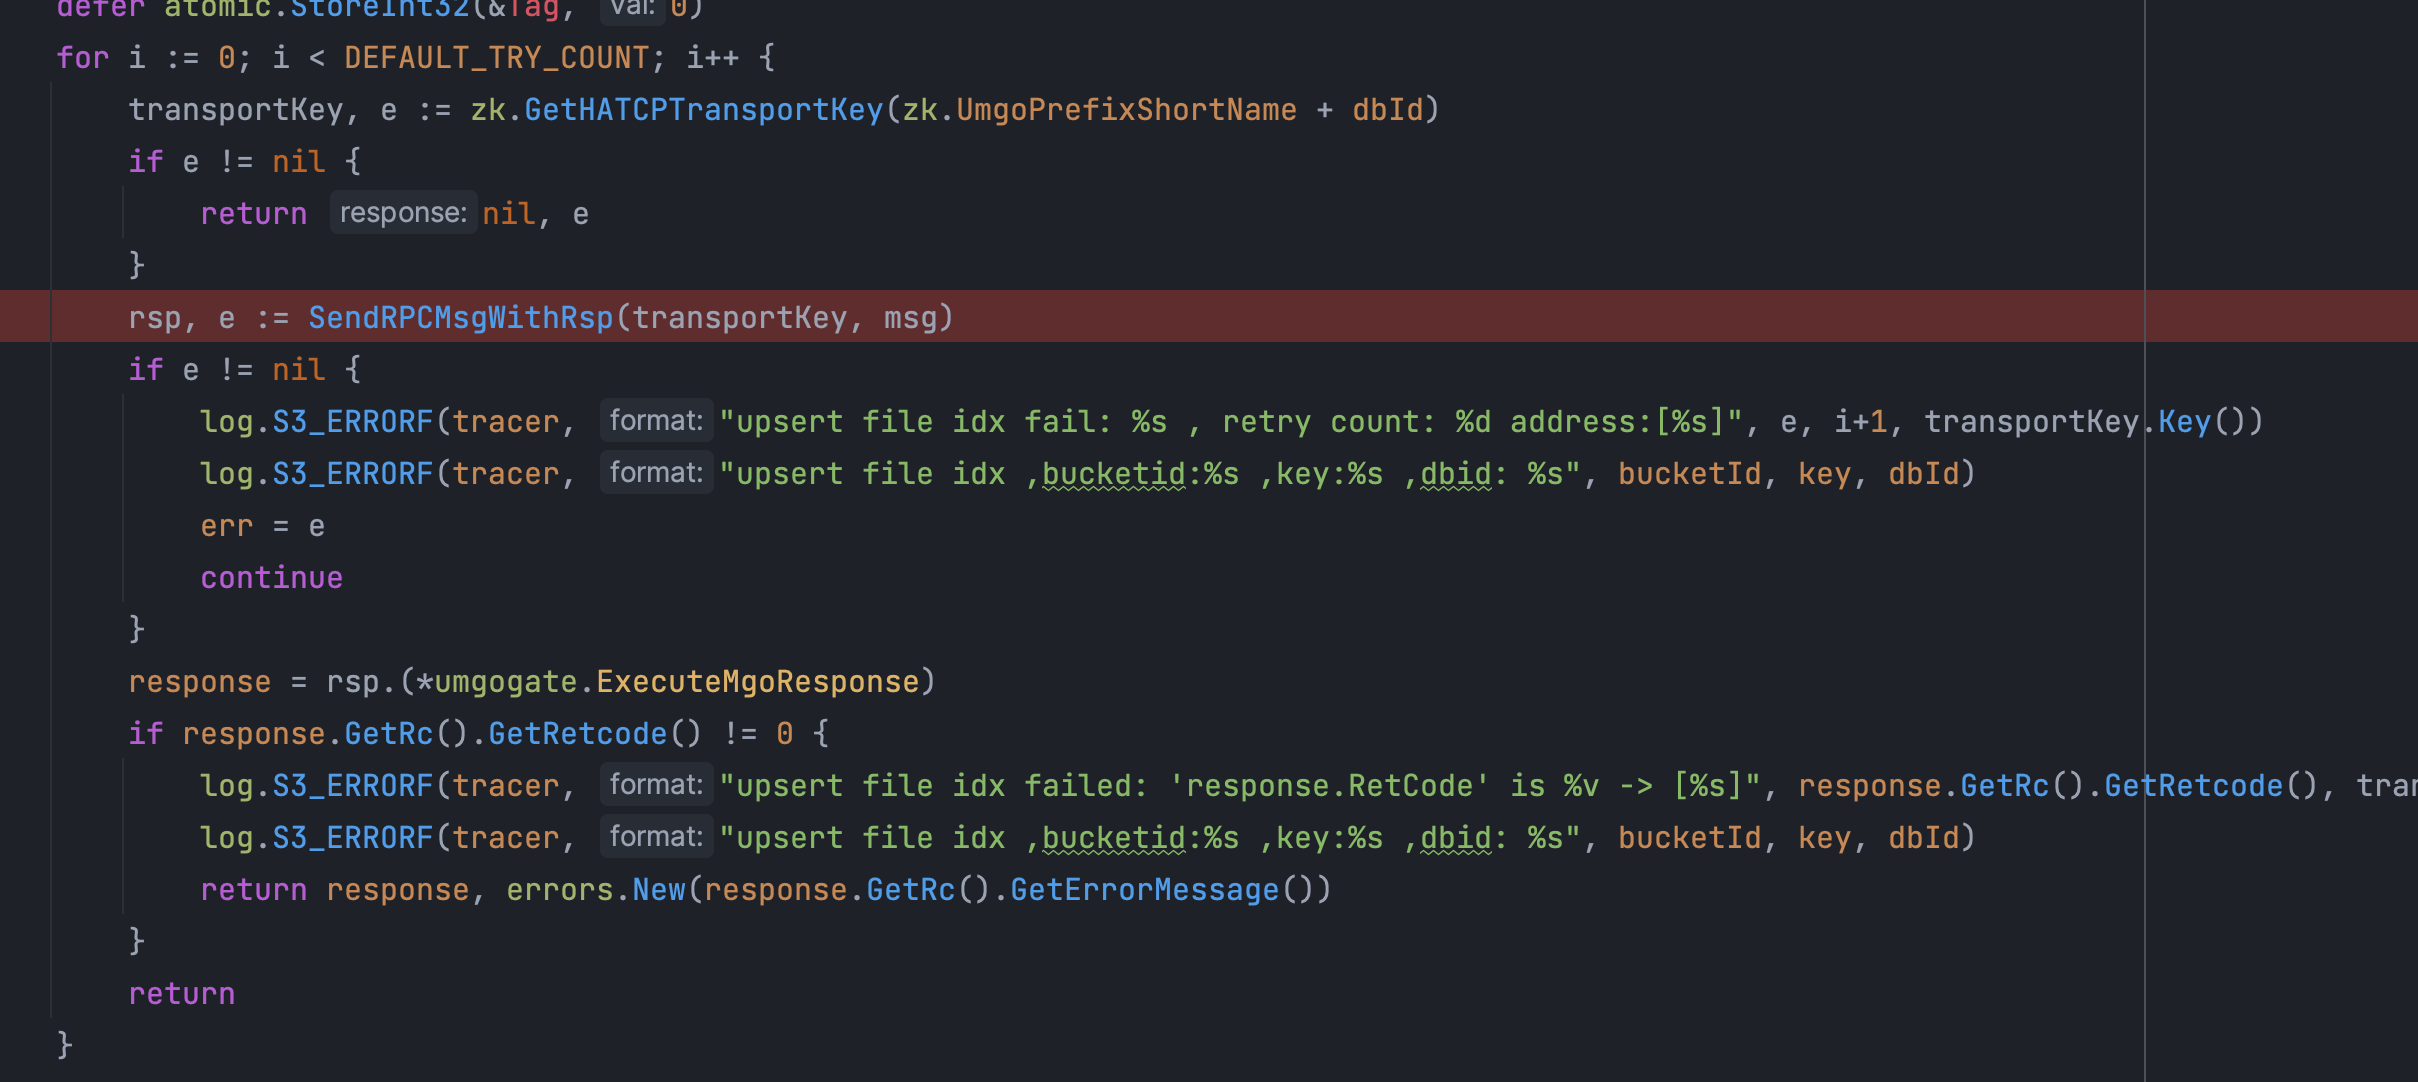 defer atomic.StoreInt32(&Tag, val: 0)
for i := 0; i < DEFAULT_TRY_COUNT; i++ {
transportKey, e := zk.GetHATCPTransportKey(zk.UmgoPrefixShortName + dbId)
if e != nil {
return response: nil, e
}
rsp, e := SendRPCMsgWithRsp(transportKey, msg)
if e != nil {
log.S3_ERRORF(tracer, format: "upsert file idx fail: %s , retry count: %d address:[%s]", e, i+1, transportKey.Key())
log.S3_ERRORF(tracer, format: "upsert file idx ,bucketid:%s ,key:%s ,dbid: %s", bucketId, key, dbId)
err = e
continue
}
response = rsp.(*umgogate.ExecuteMgoResponse)
if response.GetRc().GetRetcode() != 0 {
log.S3_ERRORF(tracer, format: "upsert file idx failed: 'response.RetCode' is %v -> [%s]", response.GetRc().GetRetcode(), tran
log.S3_ERRORF(tracer, format: "upsert file idx ,bucketid:%s ,key:%s ,dbid: %s", bucketId, key, dbId)
return response, errors.New(response.GetRc().GetErrorMessage())
}
return
}